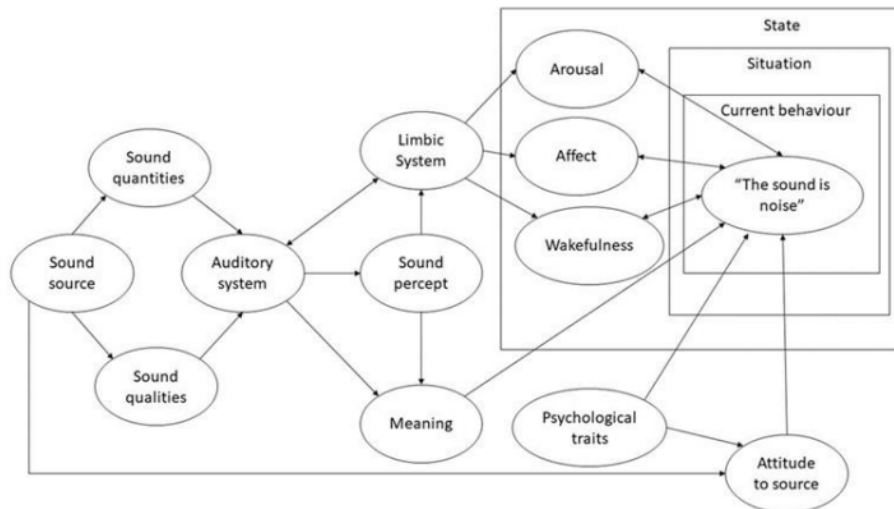 State
Situation
Current behaviour
Arousal
Affect
Wakefulness
"The sound is
noise"
Limbic
System
Sound
quantities
Sound
source
Auditory
system
Sound
percept
Sound
qualities
Meaning
Psychological
traits
Attitude
to source